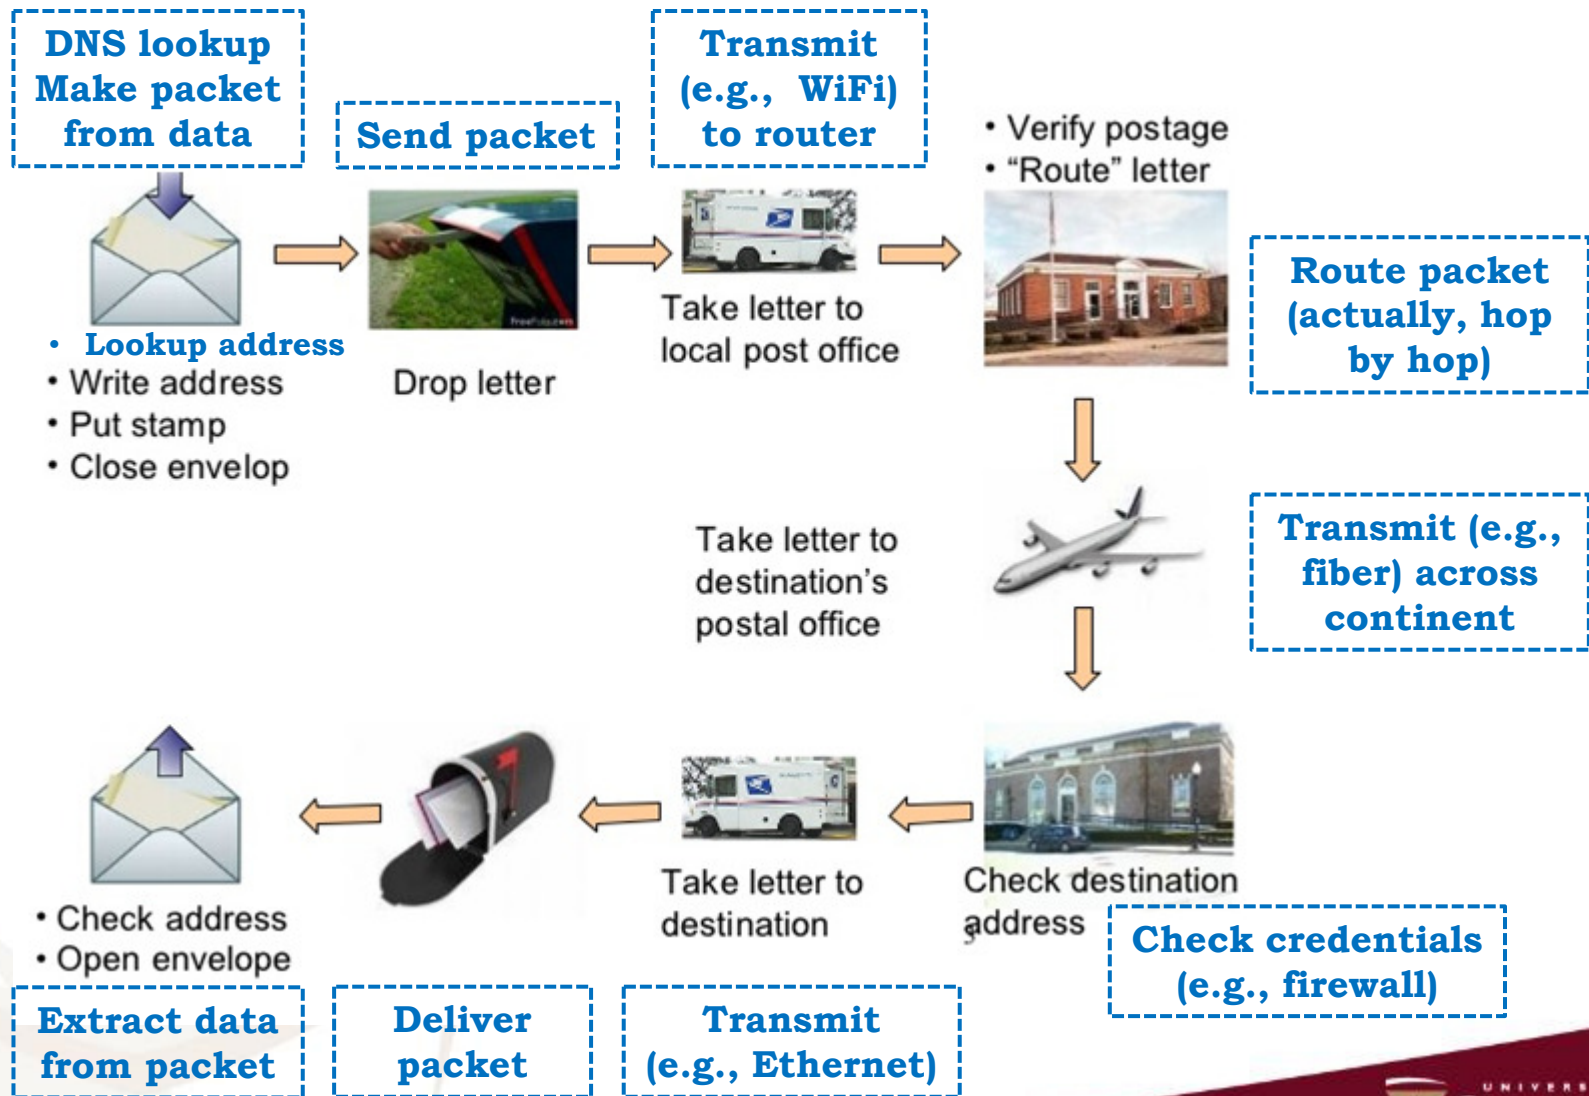 DNS lookup
Make packet
from data
Send packet
Transmit
(e.g., WiFi)
to router
• Verify postage
• “Route” letter
• Lookup address
• Write address
• Put stamp
• Close envelop
Drop letter
Take letter to
local post office
Route packet
(actually, hop
by hop)
Take letter to
destination's
postal office
Transmit (e.g.,
fiber) across
continent
Check destination
address
Check credentials
(e.g., firewall)
Take letter to
destination
Transmit
(e.g., Ethernet)
Deliver
packet
• Check address
• Open envelope
Extract data
from packet
UNIVERS